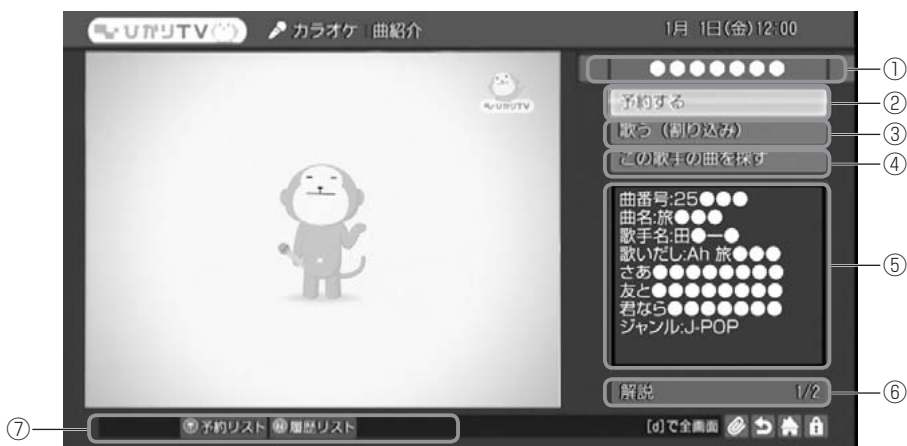 ひかりTV カラオケ 曲紹介 1月 1日(金)12:00
●●●●●●●
①
ひかりTV
予約する
②
歌う（割り込み）
③
この歌手の曲を探す
④
曲番号:25●●●
曲名:旅●●●
歌手名:田●ー●
歌いだし:Ah 旅●●●
さあ●●●●●●●●
友と●●●●●●●●
君なら●●●●●●●
ジャンル:J-POP
⑤
解説 1/2
⑥
⑦
予約リスト 履歴リスト [d]で全画面